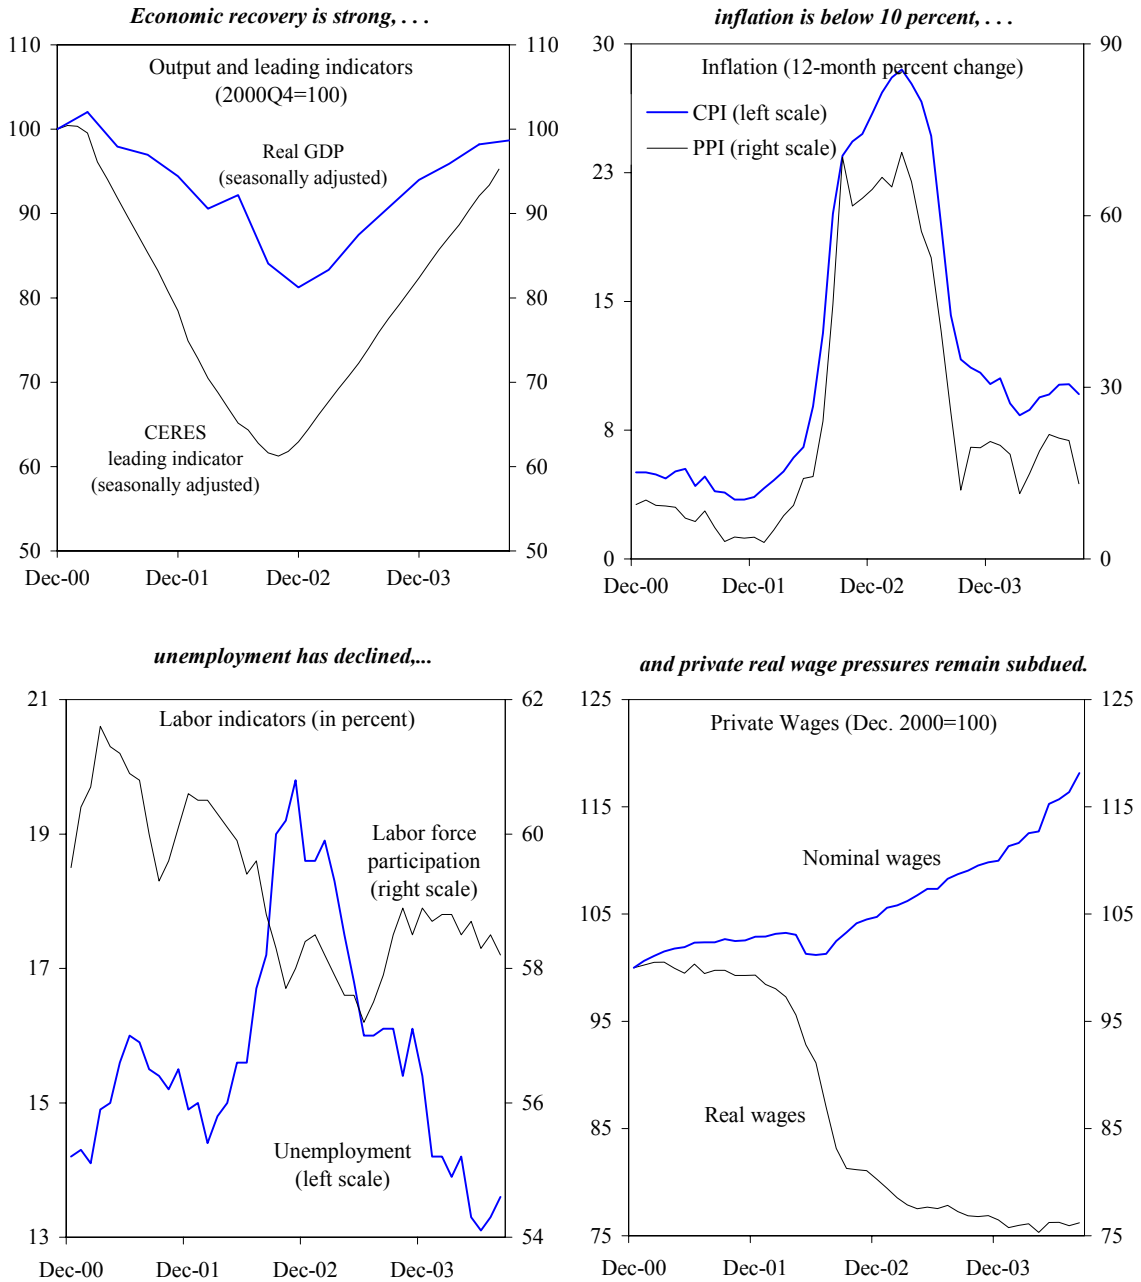 Economic recovery is strong, . . .
110
100
90
80
70
60
50
110
100
90
80
70
60
50
Output and leading indicators
(2000Q4=100)
Real GDP
(seasonally adjusted)
CERES
leading indicator
(seasonally adjusted)
Dec-00 Dec-01 Dec-02 Dec-03
inflation is below 10 percent, . . .
30
23
15
8
0
90
60
30
0
Inflation (12-month percent change)
CPI (left scale)
PPI (right scale)
Dec-00 Dec-01 Dec-02 Dec-03
unemployment has declined,...
21
19
17
15
13
62
60
58
56
54
Labor indicators (in percent)
Labor force
participation
(right scale)
Unemployment
(left scale)
Dec-00 Dec-01 Dec-02 Dec-03
and private real wage pressures remain subdued.
125
115
105
95
85
75
125
115
105
95
85
75
Private Wages (Dec. 2000=100)
Nominal wages
Real wages
Dec-00 Dec-01 Dec-02 Dec-03